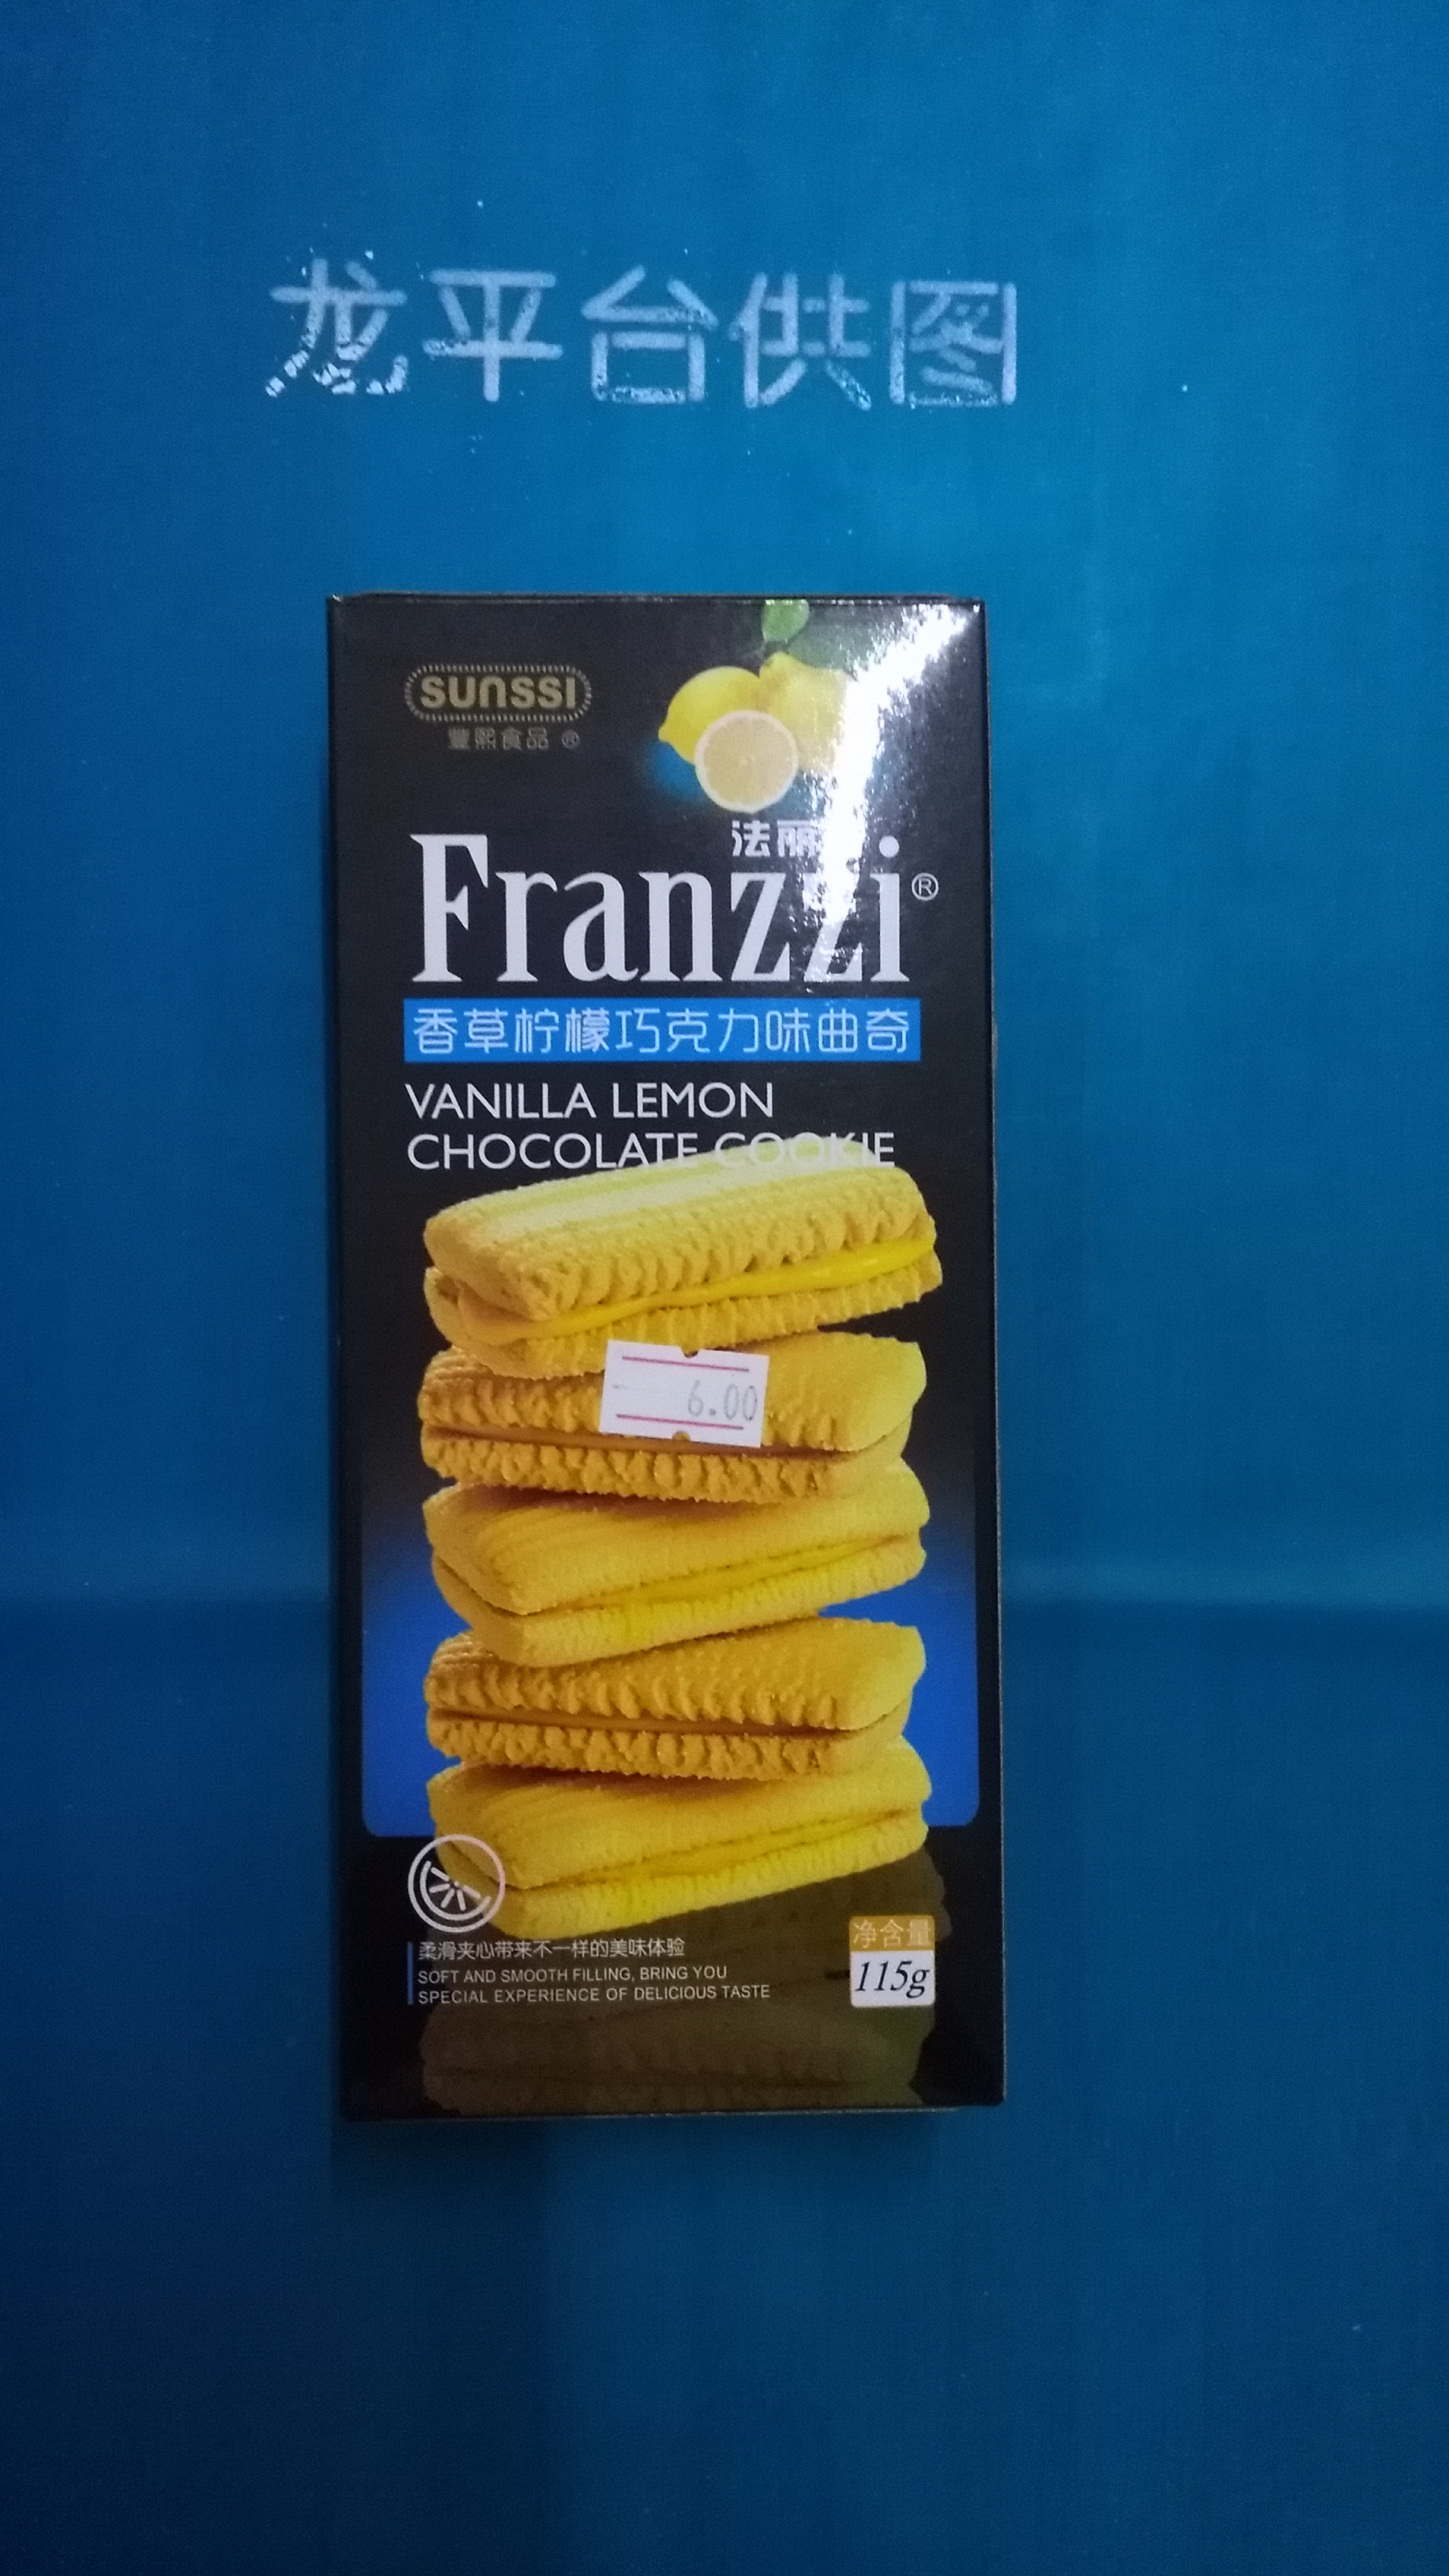 龙平台供图
SUNSSI
豐熙食品 ®
法丽
Franzzi®
香草柠檬巧克力味曲奇
VANILLA LEMON
CHOCOLATE COOKIE
6.00
柔滑夹心带来不一样的美味体验
SOFT AND SMOOTH FILLING, BRING YOU
SPECIAL EXPERIENCE OF DELICIOUS TASTE
净含量
115g